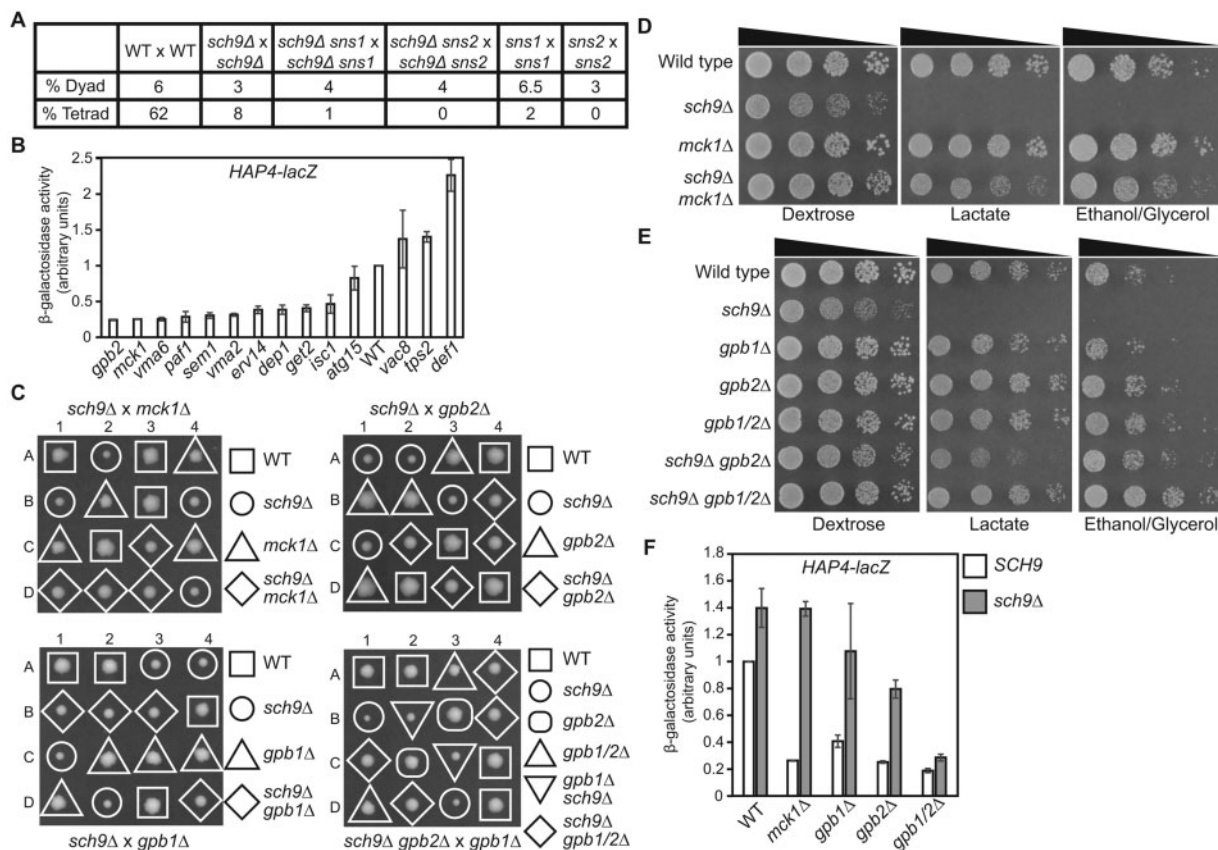 A
WT x WT
sch9Δ x sch9Δ
sch9Δ sns1 x sch9Δ sns1
sch9Δ sns2 x sch9Δ sns2
sns1 x sns1
sns2 x sns2
% Dyad 6 3 4 4 6.5 3
% Tetrad 62 8 1 0 2 0
B
HAP4-lacZ
β-galactosidase activity
(arbitrary units)
2.5
2
1.5
1
0.5
0
gpb2 mck1 vma6 paf1 sem1 vma2 erv14 dep1 get2 isc1 atg15 WT vac8 tps2 def1
C
sch9Δ x mck1Δ
1 2 3 4
A
B
C
D
WT
sch9Δ
mck1Δ
sch9Δ
mck1Δ
sch9Δ x gpb2Δ
1 2 3 4
A
B
C
D
WT
sch9Δ
gpb2Δ
sch9Δ
gpb2Δ
1 2 3 4
A
B
C
D
WT
sch9Δ
gpb1Δ
sch9Δ
gpb1Δ
sch9Δ x gpb1Δ
1 2 3 4
A
B
C
D
WT
sch9Δ
gpb2Δ
gpb1/2Δ
gpb1Δ
sch9Δ
sch9Δ
gpb1/2Δ
sch9Δ gpb2Δ x gpb1Δ
D
Wild type
sch9Δ
mck1Δ
sch9Δ
mck1Δ
Dextrose Lactate Ethanol/Glycerol
E
Wild type
sch9Δ
gpb1Δ
gpb2Δ
gpb1/2Δ
sch9Δ gpb2Δ
sch9Δ gpb1/2Δ
Dextrose Lactate Ethanol/Glycerol
F
HAP4-lacZ
β-galactosidase activity
(arbitrary units)
1.8
1.6
1.4
1.2
1
0.8
0.6
0.4
0.2
0
WT mck1Δ gpb1Δ gpb2Δ gpb1/2Δ
SCH9
sch9Δ